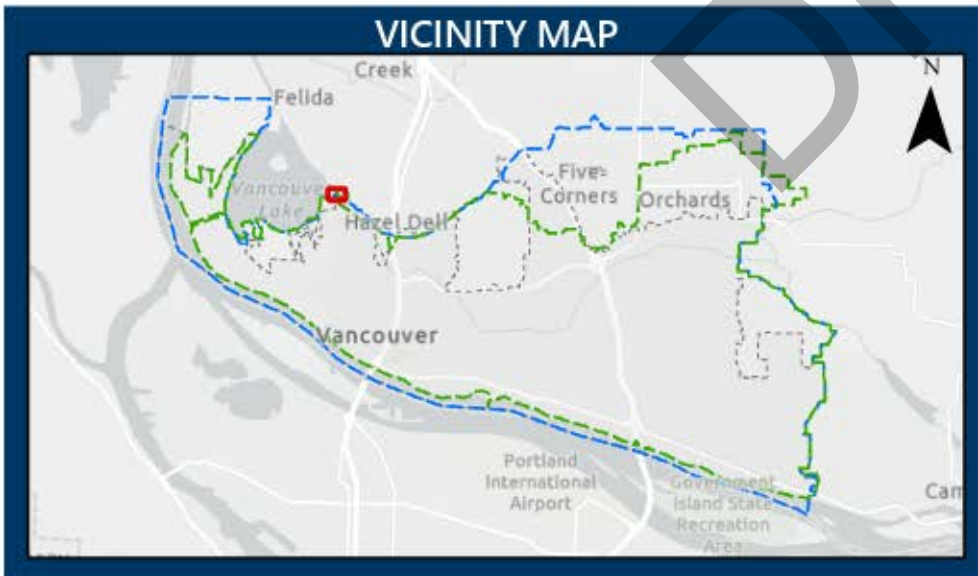 VICINITY MAP
N
Creek
Felida
Five
Corners
Orchards
Vancouver
Lake
Hazel Dell
Vancouver
Portland
International
Airport
Government
Island State
Recreation
Area
Cam